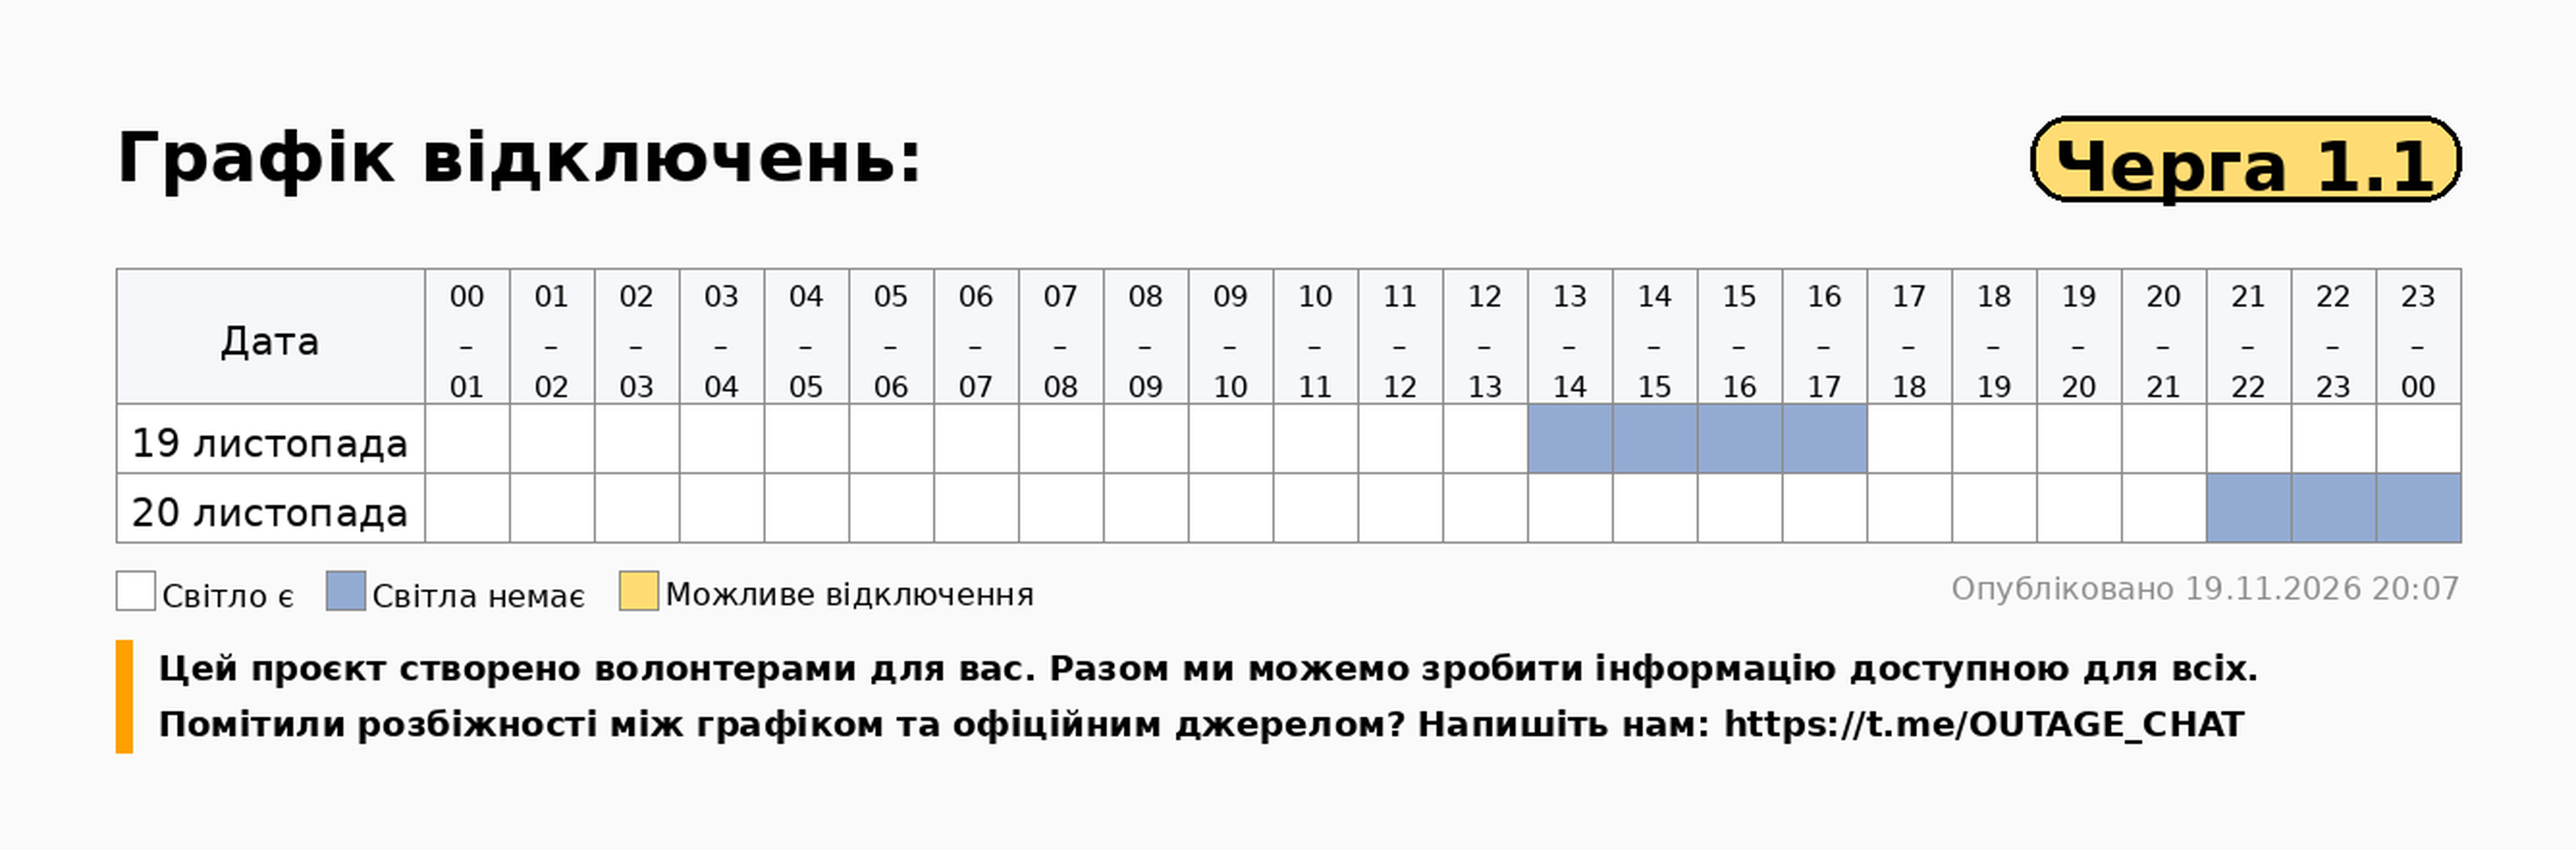 Графік відключень:
Черга 1.1
Дата
00 – 01
01 – 02
02 – 03
03 – 04
04 – 05
05 – 06
06 – 07
07 – 08
08 – 09
09 – 10
10 – 11
11 – 12
12 – 13
13 – 14
14 – 15
15 – 16
16 – 17
17 – 18
18 – 19
19 – 20
20 – 21
21 – 22
22 – 23
23 – 00
19 листопада
20 листопада
Світло є
Світла немає
Можливе відключення
Опубліковано 19.11.2026 20:07
Цей проєкт створено волонтерами для вас. Разом ми можемо зробити інформацію доступною для всіх.
Помітили розбіжності між графіком та офіційним джерелом? Напишіть нам: https://t.me/OUTAGE_CHAT